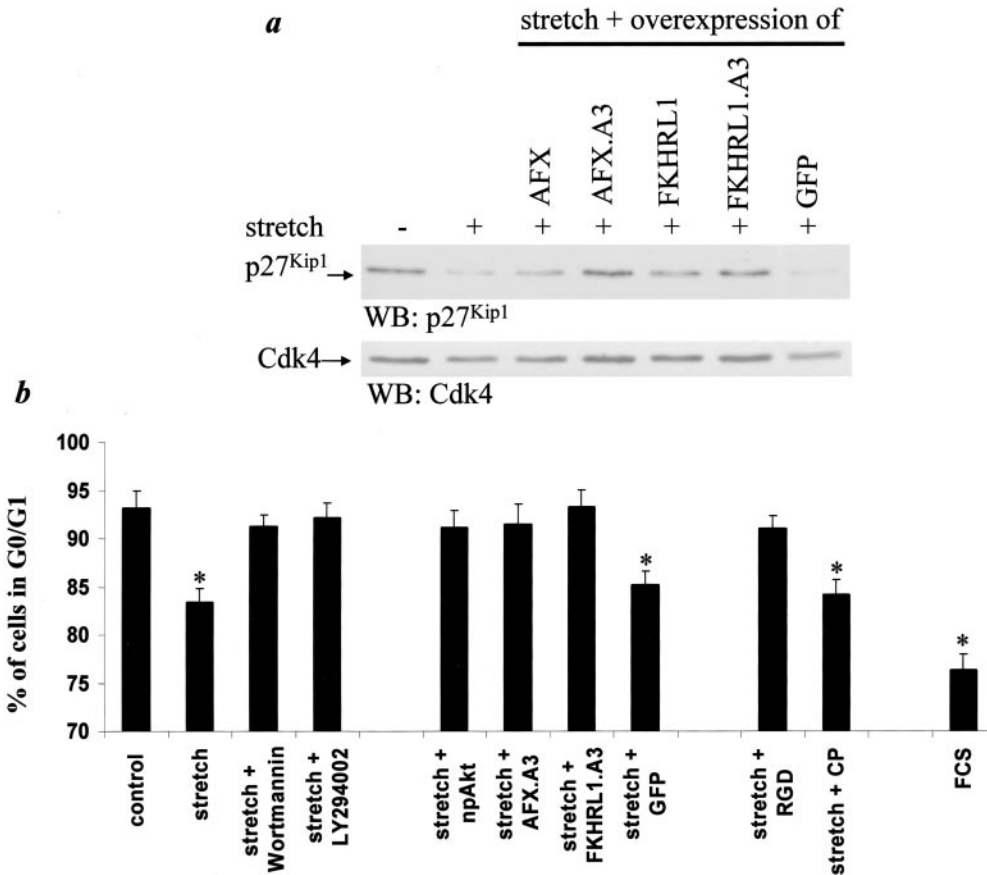 a
stretch + overexpression of
AFX
AFX.A3
FKHRL1
FKHRL1.A3
GFP
stretch - + + + + + +
p27Kip1
WB: p27Kip1
Cdk4
WB: Cdk4
b
% of cells in G0/G1
100
95
90
85
80
75
70
* * * *
control
stretch
stretch +
Wortmannin
stretch +
LY294002
stretch +
npAkt
stretch +
AFX.A3
stretch +
FKHRL1.A3
stretch +
GFP
stretch +
RGD
stretch + CP
FCS